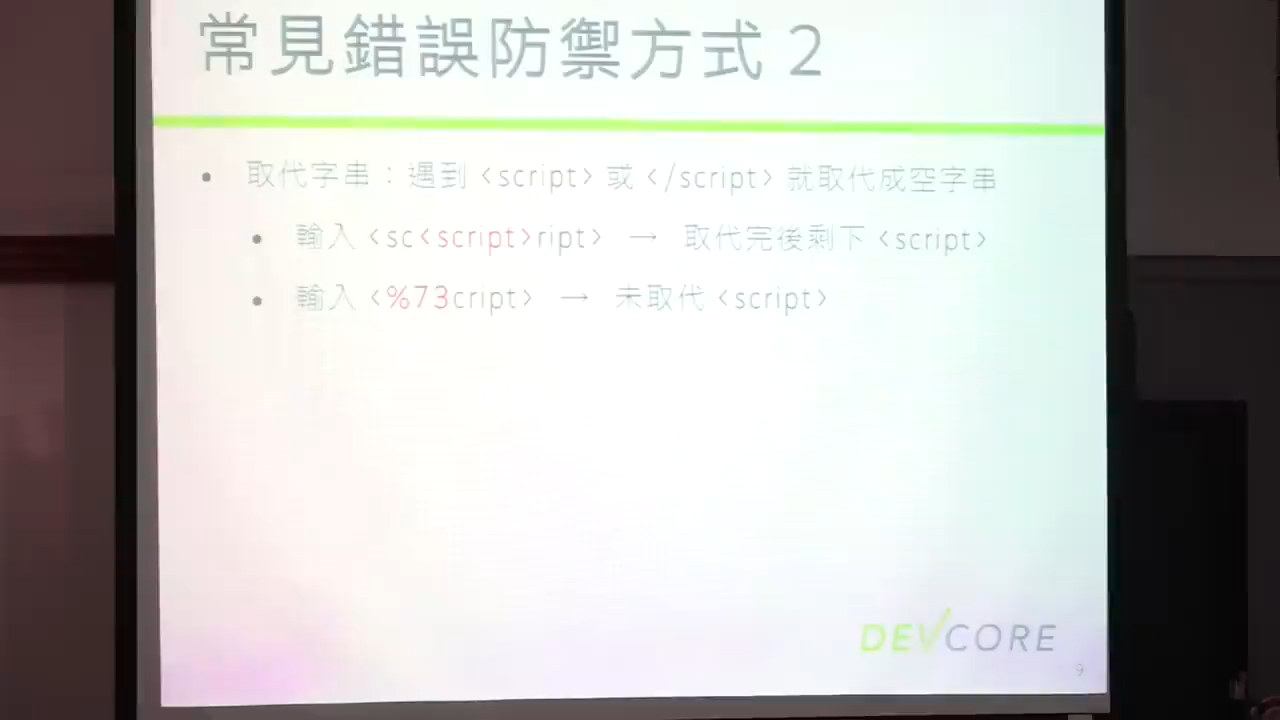 常見錯誤防禦方式 2
• 取代字串：遇到 <script> 或 </script> 就取代成空字串
• 輸入 <sc<script>ript> → 取代完後剩下 <script>
• 輸入 <%73cript> → 未取代 <script>
DEVCORE
9